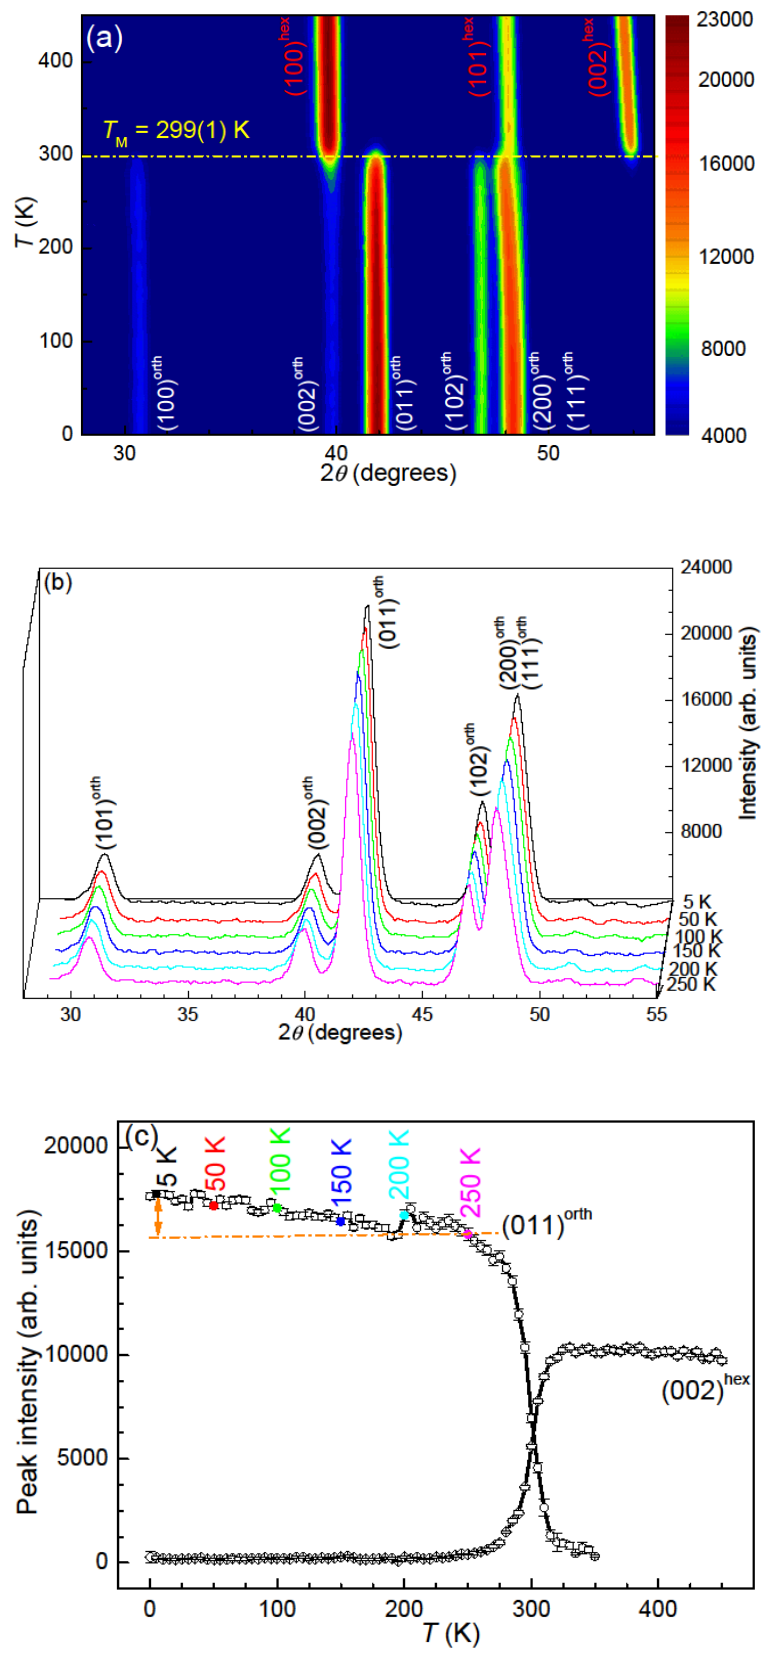 (a)
(100)hex
(101)hex
(002)hex
TM = 299(1) K
400
300
200
100
0
T (K)
(100)orth
(002)orth
(011)orth
(102)orth
(200)orth
(111)orth
30
40
50
2θ (degrees)
23000
20000
16000
12000
8000
4000
(b)
(101)orth
(002)orth
(011)orth
(102)orth
(200)orth
(111)orth
24000
20000
16000
12000
8000
Intensity (arb. units)
5 K
50 K
100 K
150 K
200 K
250 K
30
35
40
45
50
55
2θ (degrees)
(c)
5 K
50 K
100 K
150 K
200 K
250 K
(011)orth
(002)hex
20000
15000
10000
5000
0
Peak intensity (arb. units)
0
100
200
300
400
T (K)